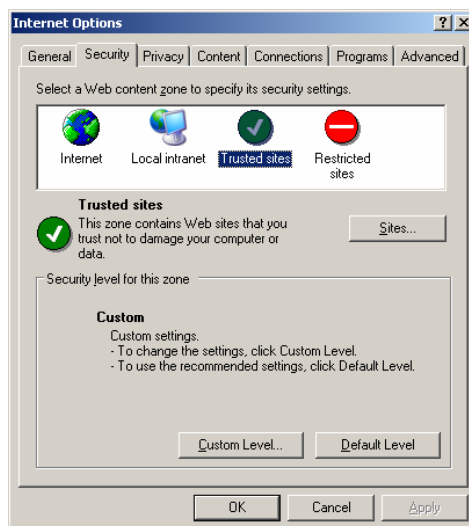 Internet Options
General Security Privacy Content Connections Programs Advanced
Select a Web content zone to specify its security settings.
Internet Local intranet Trusted sites Restricted
sites
Trusted sites
This zone contains Web sites that you
trust not to damage your computer or
data.
Sites...
Security level for this zone
Custom
Custom settings.
- To change the settings, click Custom Level.
- To use the recommended settings, click Default Level.
Custom Level... Default Level
OK Cancel Apply